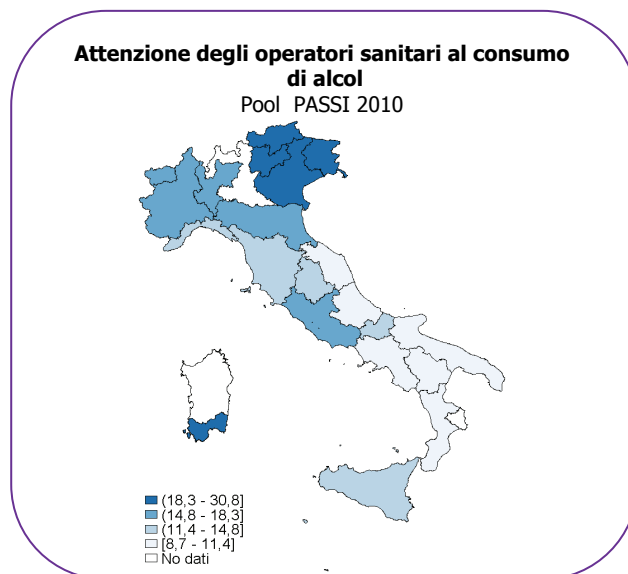 Attenzione degli operatori sanitari al consumo
di alcol
Pool PASSI 2010
(18,3 - 30,8]
(14,8 - 18,3]
(11,4 - 14,8]
[8,7 - 11,4]
No dati